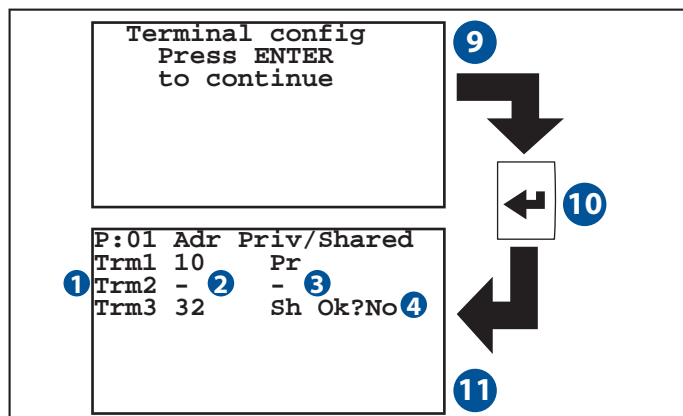 Terminal config
Press ENTER
to continue
9
10
P:01 Adr Priv/Shared
Trm1 10 Pr
1 Trm2 - 2 - 3
Trm3 32 Sh Ok?No 4
11